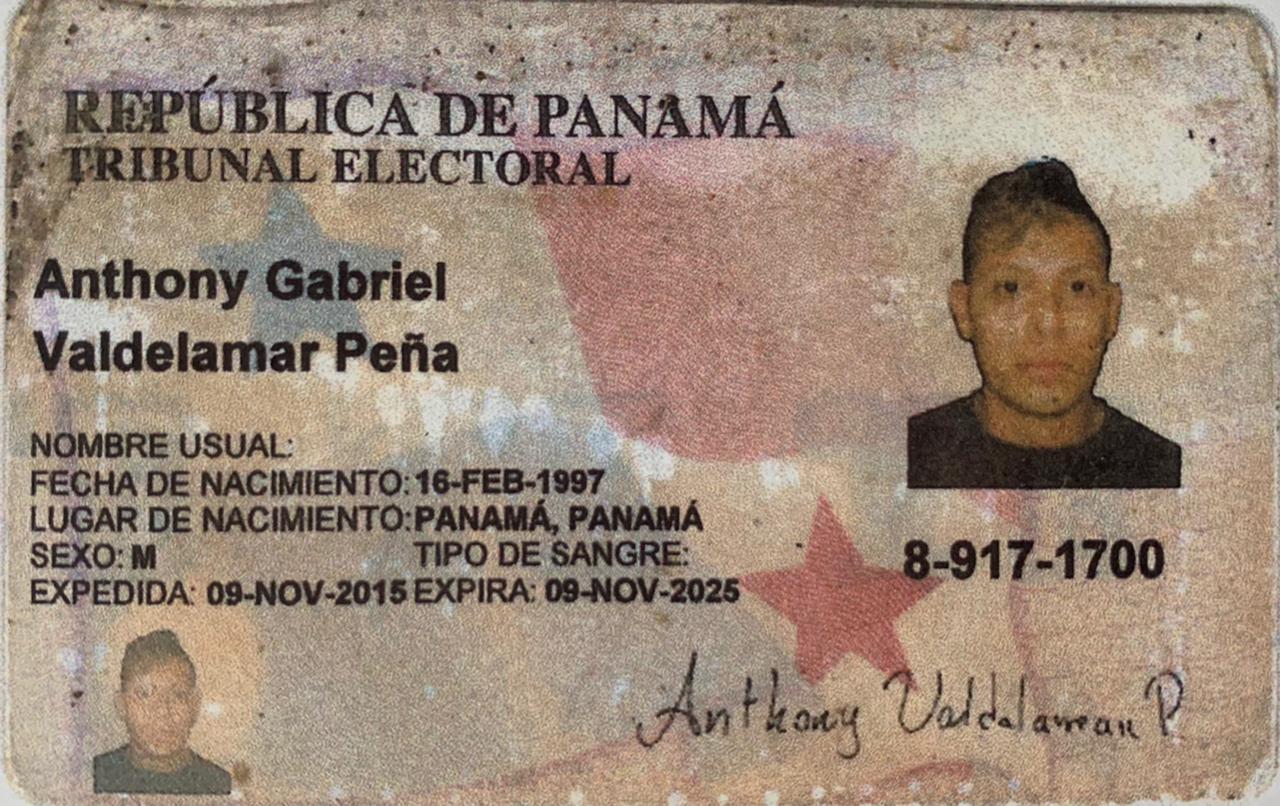 REPÚBLICA DE PANAMÁ
TRIBUNAL ELECTORAL
Anthony Gabriel
Valdelamar Peña
NOMBRE USUAL:
FECHA DE NACIMIENTO: 16-FEB-1997
LUGAR DE NACIMIENTO: PANAMÁ, PANAMÁ
SEXO: M TIPO DE SANGRE:
EXPEDIDA: 09-NOV-2015 EXPIRA: 09-NOV-2025
8-917-1700
Anthony Valdelamar P